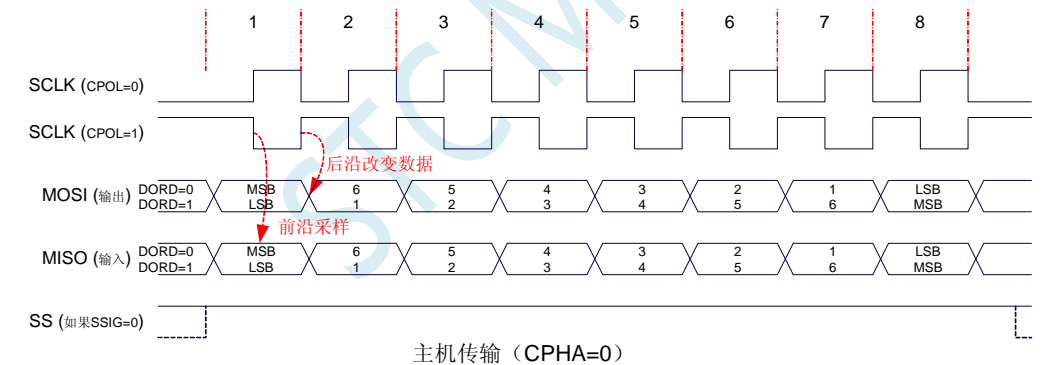 1 2 3 4 5 6 7 8
SCLK (CPOL=0)
SCLK (CPOL=1)
后沿改变数据
MOSI (输出) DORD=0 MSB 6 5 4 3 2 1 LSB
DORD=1 LSB 1 2 3 4 5 6 MSB
前沿采样
MISO (输入) DORD=0 MSB 6 5 4 3 2 1 LSB
DORD=1 LSB 1 2 3 4 5 6 MSB
SS (如果SSIG=0)
主机传输（CPHA=0）